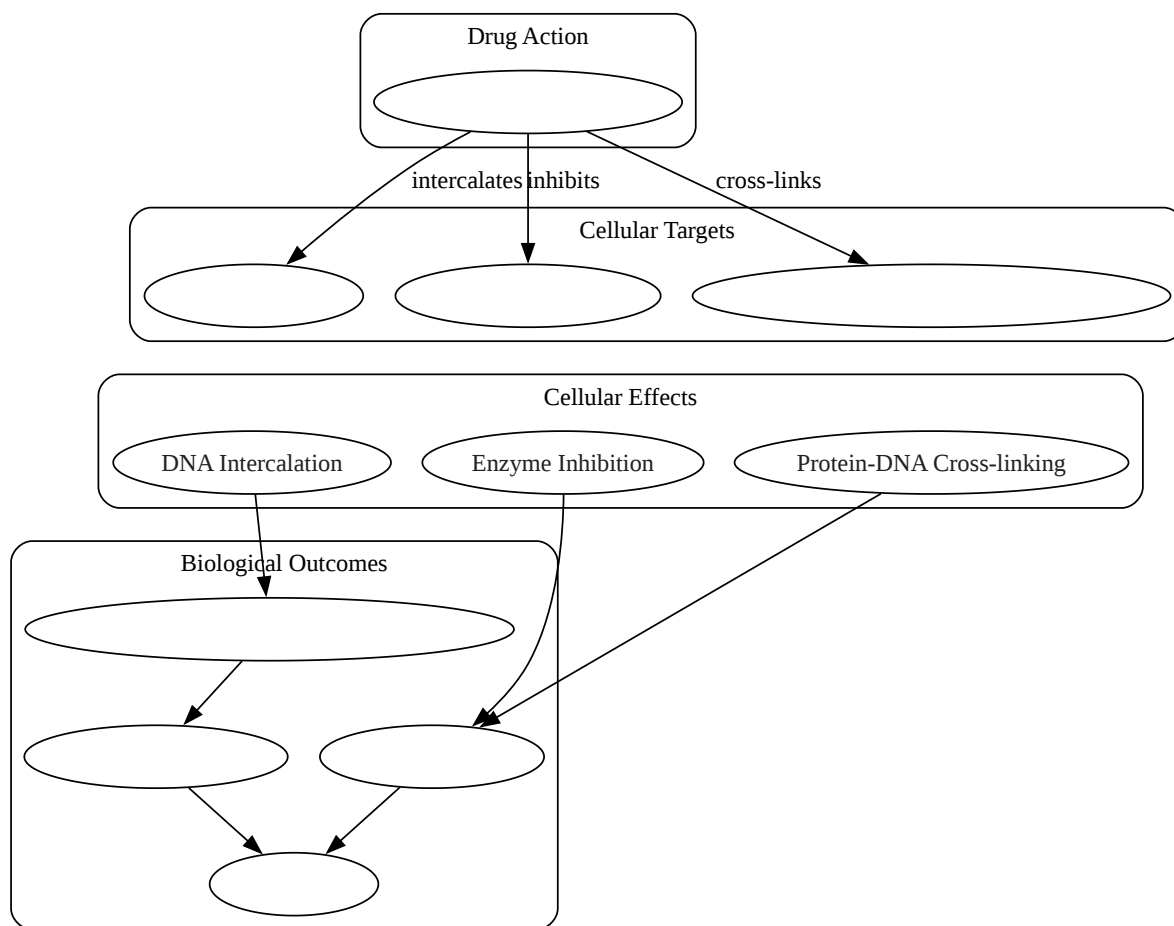 Drug Action
intercalates
inhibits
cross-links
Cellular Targets
Cellular Effects
DNA Intercalation
Enzyme Inhibition
Protein-DNA Cross-linking
Biological Outcomes